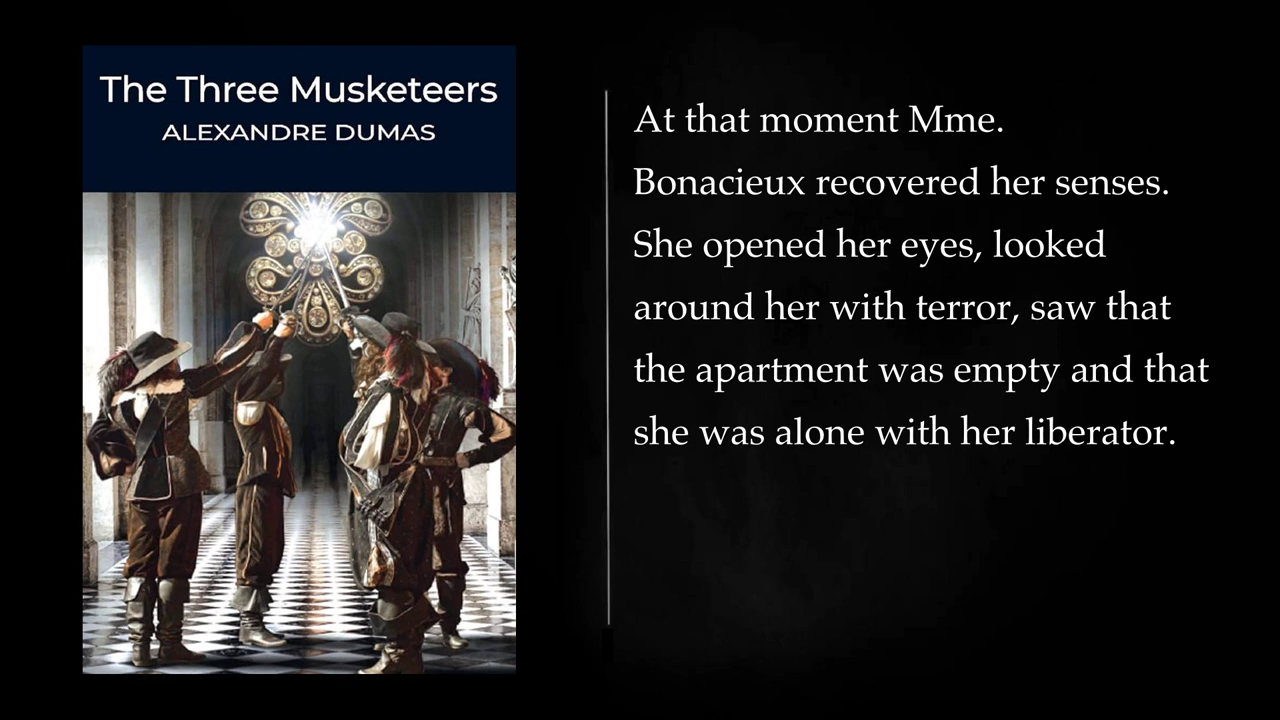 The Three Musketeers
ALEXANDRE DUMAS
At that moment Mme.
Bonacieux recovered her senses.
She opened her eyes, looked
around her with terror, saw that
the apartment was empty and that
she was alone with her liberator.